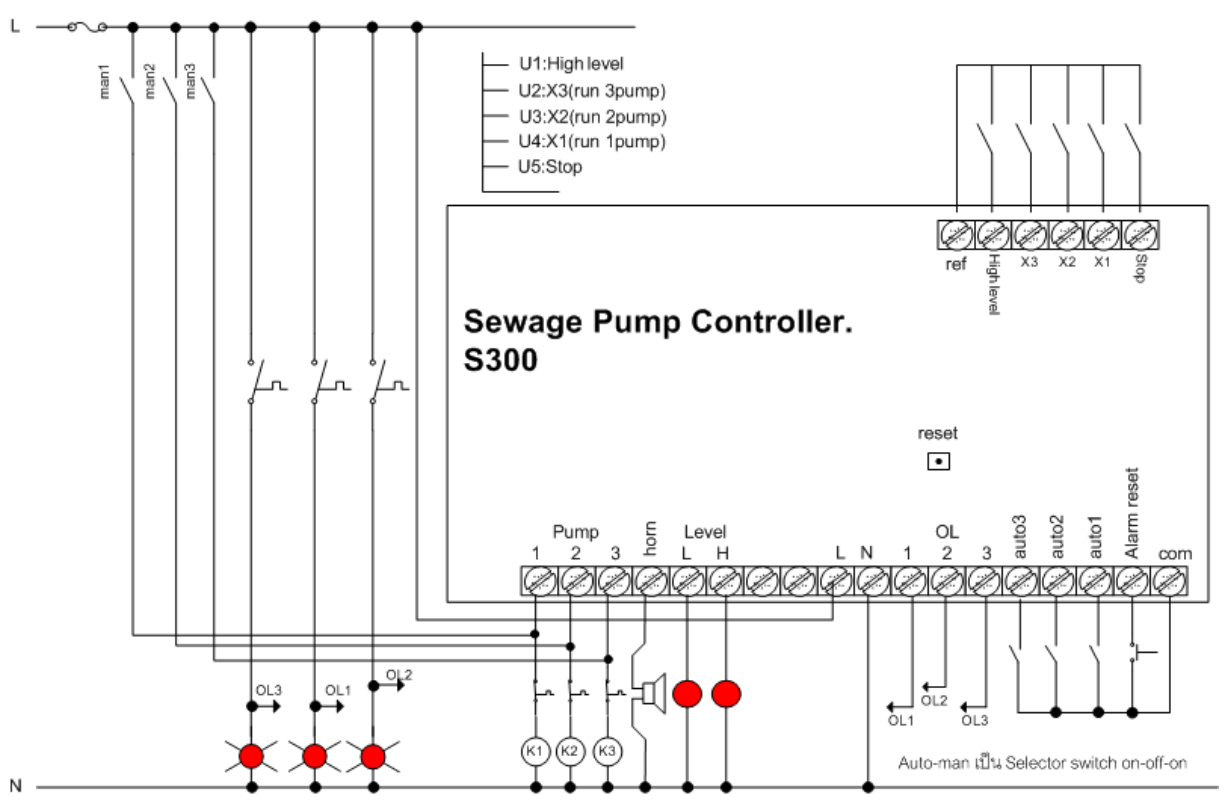 L
man1
man2
man3
U1:High level
U2:X3(run 3pump)
U3:X2(run 2pump)
U4:X1(run 1pump)
U5:Stop
ref
High level
X3
X2
X1
Stop
Sewage Pump Controller.
S300
reset
Pump
1
2
3
horn
Level
L
H
L
N
OL
1
2
3
auto3
auto2
auto1
Alarm reset
com
OL3
OL1
OL2
OL1
OL2
OL3
K1
K2
K3
Auto-man เป็น Selector switch on-off-on
N